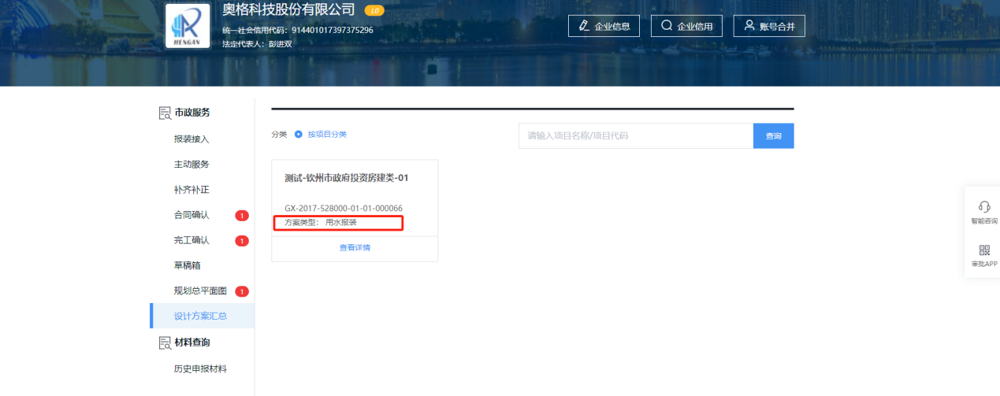 奥格科技股份有限公司 L0
统一社会信用代码：914401017397375296
法定代表人：彭进双
HENGAN
企业信息
企业信用
账号合并
市政服务
报装接入
主动服务
补齐补正
合同确认 1
完工确认 1
草稿箱
规划总平面图 1
设计方案汇总
材料查询
历史申报材料
分类 按项目分类
请输入项目名称/项目代码 查询
测试-钦州市政府投资房建类-01
GX-2017-528000-01-01-000066
方案类型： 用水报装
查看详情
智能咨询
审批APP